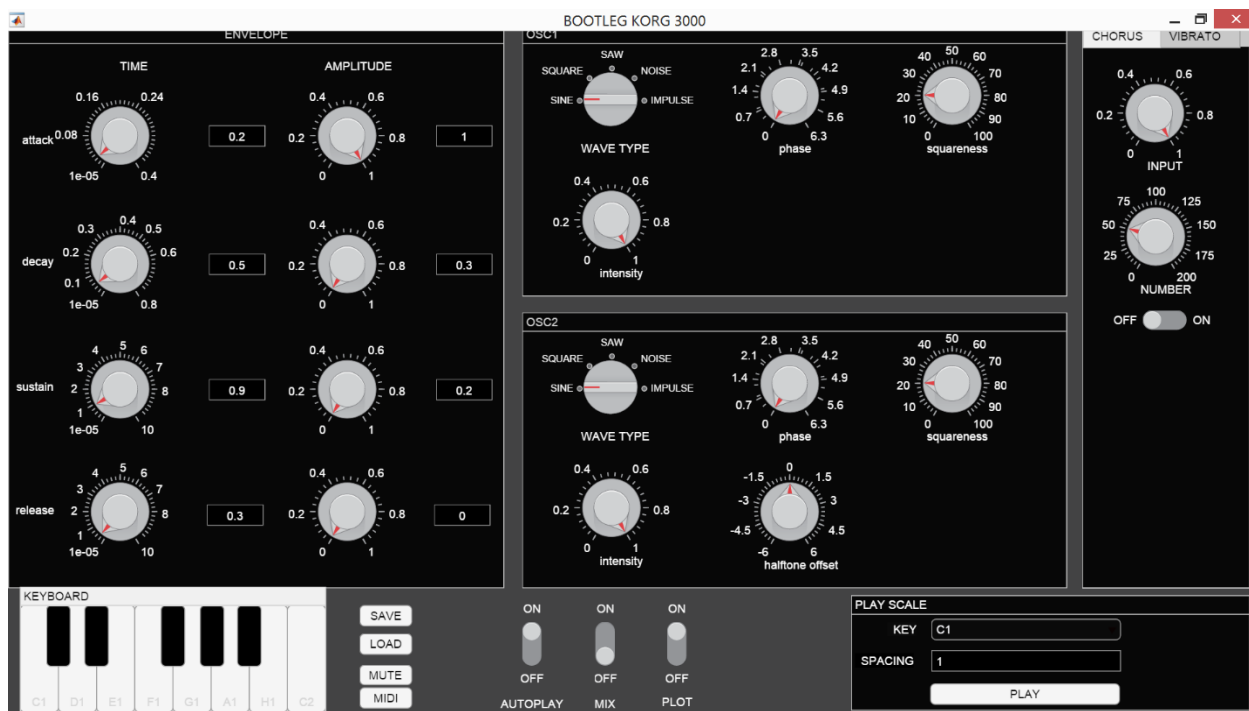 BOOTLEG KORG 3000
ENVELOPE
TIME AMPLITUDE
0.16 0.24 0.4 0.6
attack 0.08 0.2 0.2 0.8 1
1e-05 0.4 0 1
0.4 0.4 0.6
0.3 0.5
decay 0.2 0.6 0.5 0.2 0.8 0.3
0.1
1e-05 0.8 0 1
5 0.4 0.6
4 6
3 7
sustain 2 8 0.9 0.2 0.8 0.2
1
1e-05 10 0 1
5
4 6 0.4 0.6
3 7
release 2 8 0.3 0.2 0.8 0
1
1e-05 10 0 1
OSC1
SAW
SQUARE NOISE
SINE IMPULSE
WAVE TYPE
2.8 3.5
2.1 4.2
1.4 4.9
0.7 5.6
0 6.3
phase
40 50 60
30 70
20 80
10 90
0 100
squareness
0.4 0.6
0.2 0.8
0 1
intensity
OSC2
SAW
SQUARE NOISE
SINE IMPULSE
WAVE TYPE
2.8 3.5
2.1 4.2
1.4 4.9
0.7 5.6
0 6.3
phase
40 50 60
30 70
20 80
10 90
0 100
squareness
0.4 0.6
0.2 0.8
0 1
intensity
0
-1.5 1.5
-3 3
-4.5 4.5
-6 6
halftone offset
CHORUS VIBRATO
0.4 0.6
0.2 0.8
0 1
INPUT
100
75 125
50 150
25 175
0 200
NUMBER
OFF ON
KEYBOARD
C1 D1 E1 F1 G1 A1 H1 C2
SAVE
LOAD
MUTE
MIDI
ON ON ON
OFF OFF OFF
AUTOPLAY MIX PLOT
PLAY SCALE
KEY C1
SPACING 1
PLAY